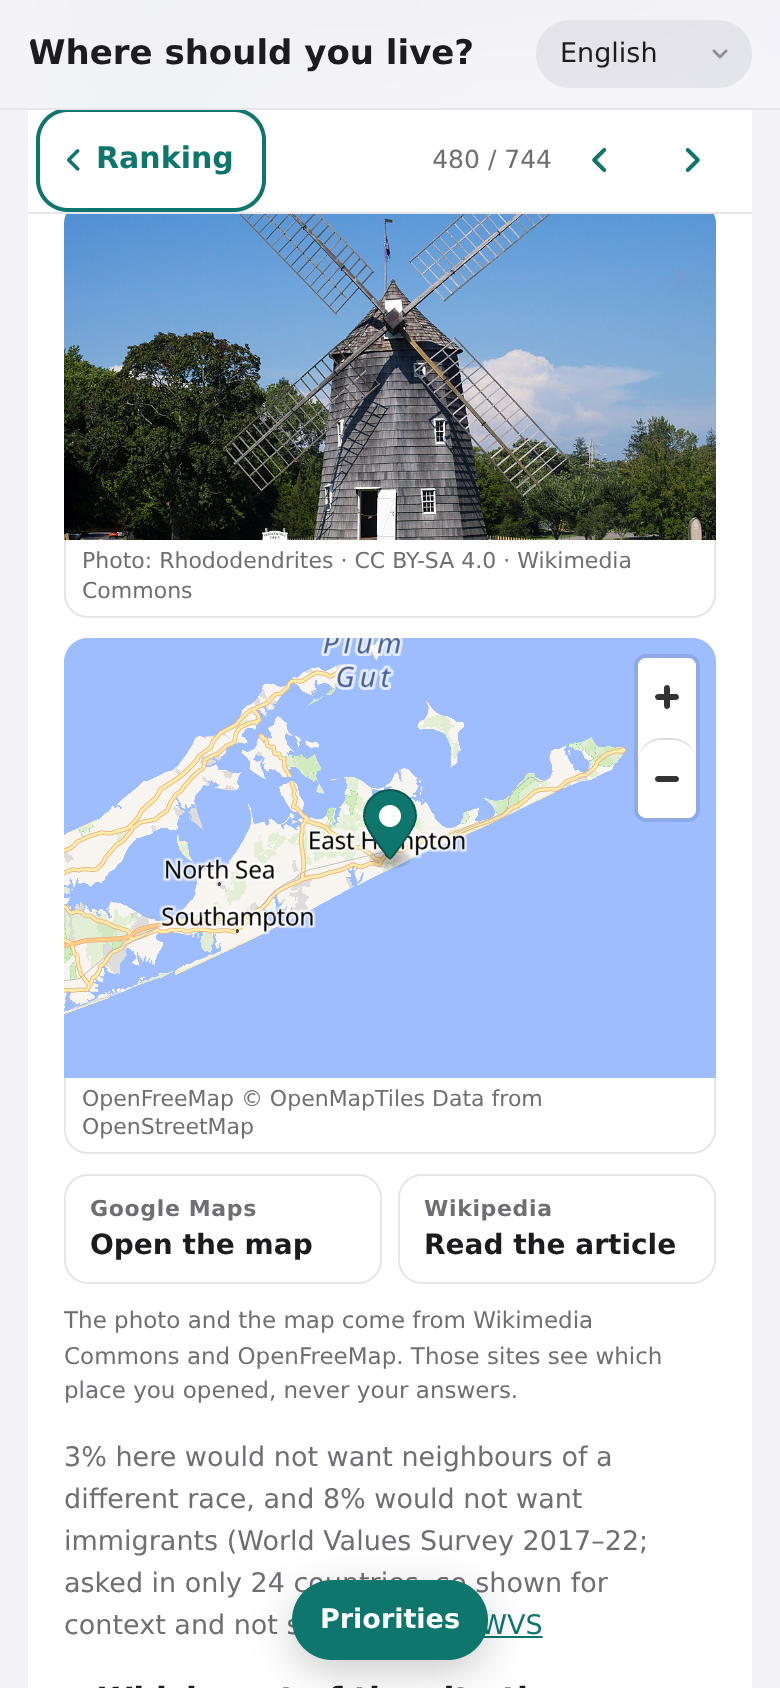 Where should you live?
English
Ranking
480 / 744
Photo: Rhododendrites · CC BY-SA 4.0 · Wikimedia
Commons
Plum
Gut
East H mpton
North Sea
Southampton
OpenFreeMap © OpenMapTiles Data from
OpenStreetMap
Google Maps
Open the map
Wikipedia
Read the article
The photo and the map come from Wikimedia
Commons and OpenFreeMap. Those sites see which
place you opened, never your answers.
3% here would not want neighbours of a
different race, and 8% would not want
immigrants (World Values Survey 2017–22;
asked in only 24 countries, so shown for
context and not
WVS
Priorities